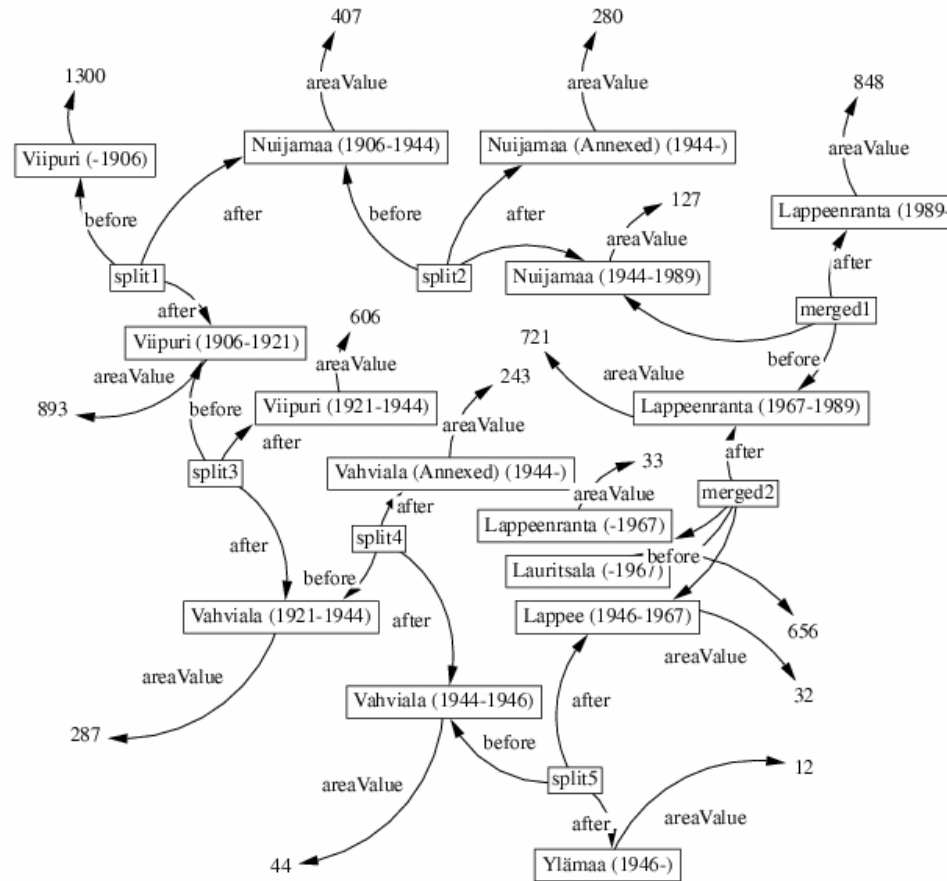 407
280
1300
areaValue
areaValue
848
Viipuri (-1906)
Nuijamaa (1906-1944)
Nuijamaa (Annexed) (1944-)
areaValue
before
after
before
after
127
Lappeenranta (1989-
areaValue
split1
split2
Nuijamaa (1944-1989)
after
after
606
merged1
Viipuri (1906-1921)
721
before
areaValue
areaValue
243
areaValue
893
before
Viipuri (1921-1944)
Lappeenranta (1967-1989)
after
areaValue
after
split3
Vahviala (Annexed) (1944-)
33
merged2
areaValue
after
Lappeenranta (-1967)
after
split4
before
Lauritsala (-1967)
before
Vahviala (1921-1944)
after
Lappee (1946-1967)
656
areaValue
areaValue
32
Vahviala (1944-1946)
after
287
before
12
areaValue
split5
after
areaValue
44
Ylämaa (1946-)